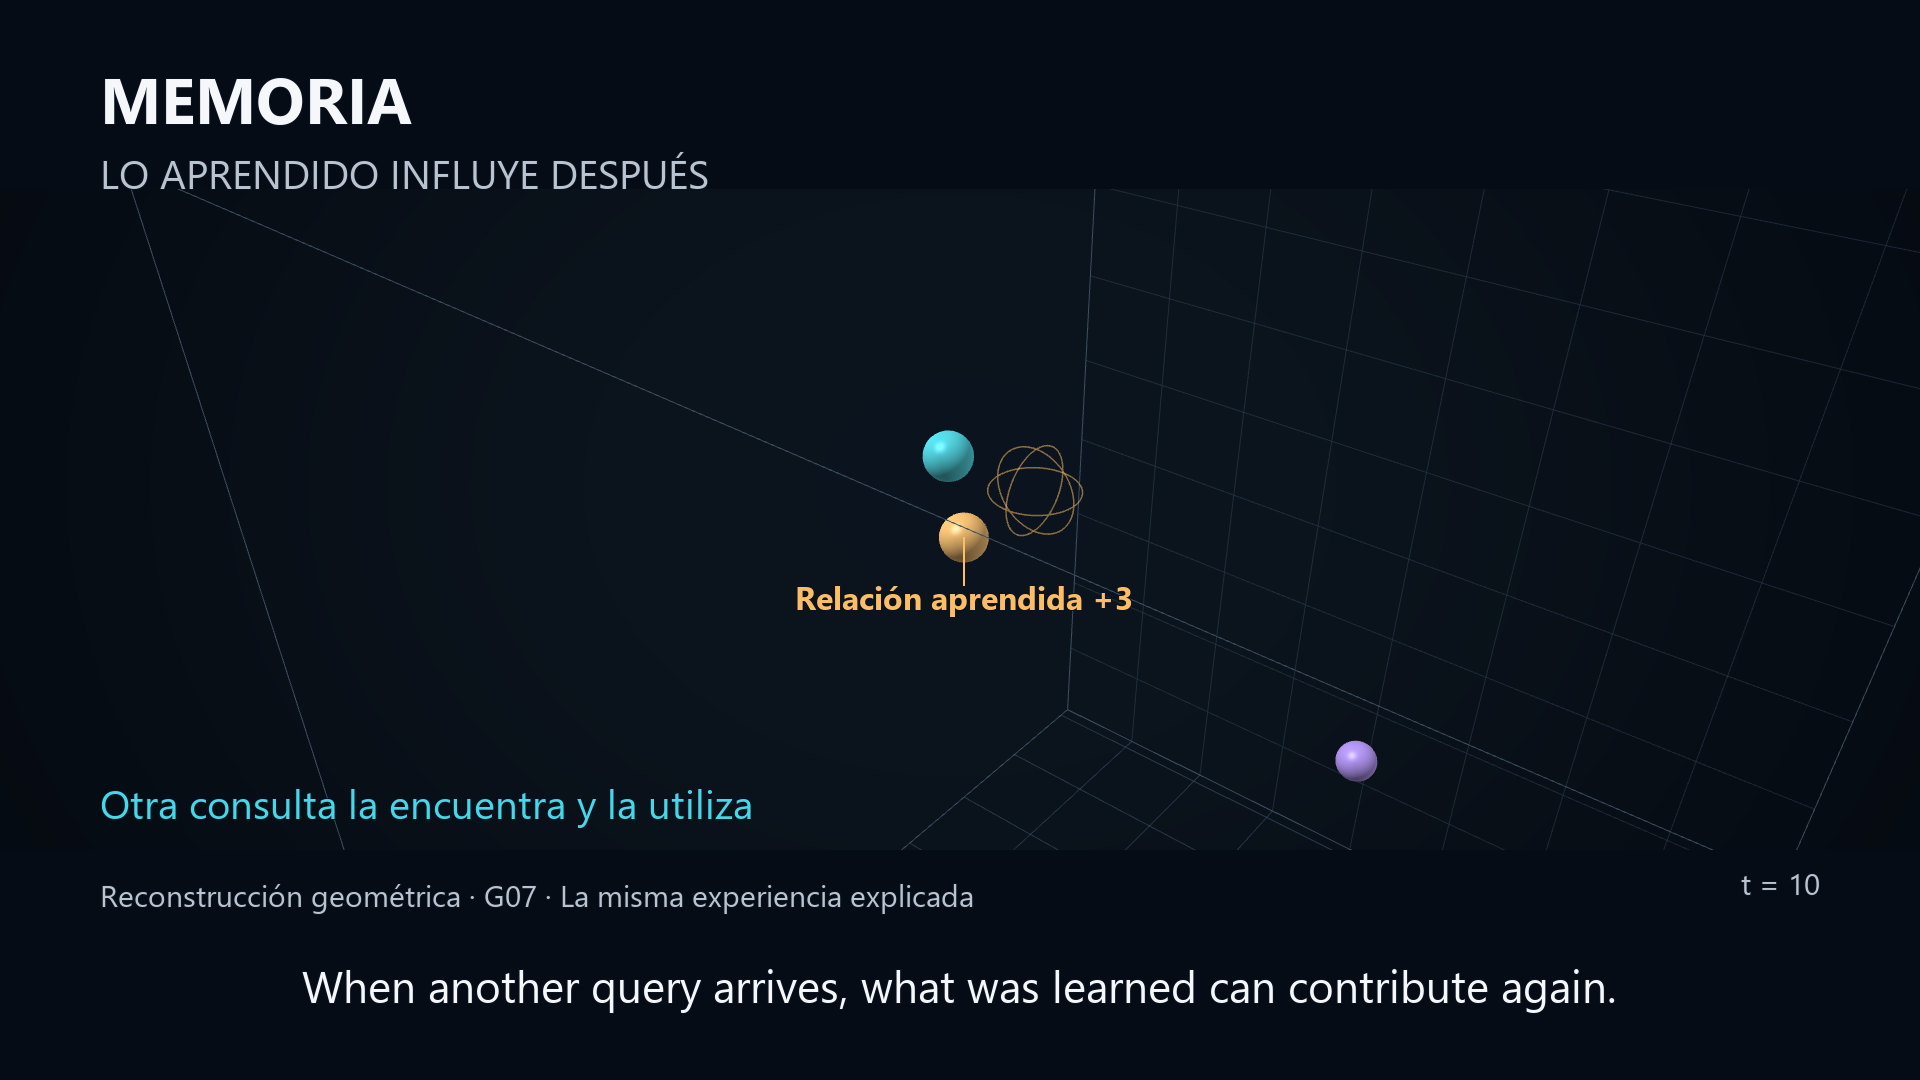 MEMORIA
LO APRENDIDO INFLUYE DESPUÉS
Relación aprendida +3
Otra consulta la encuentra y la utiliza
Reconstrucción geométrica · G07 · La misma experiencia explicada
t = 10
When another query arrives, what was learned can contribute again.